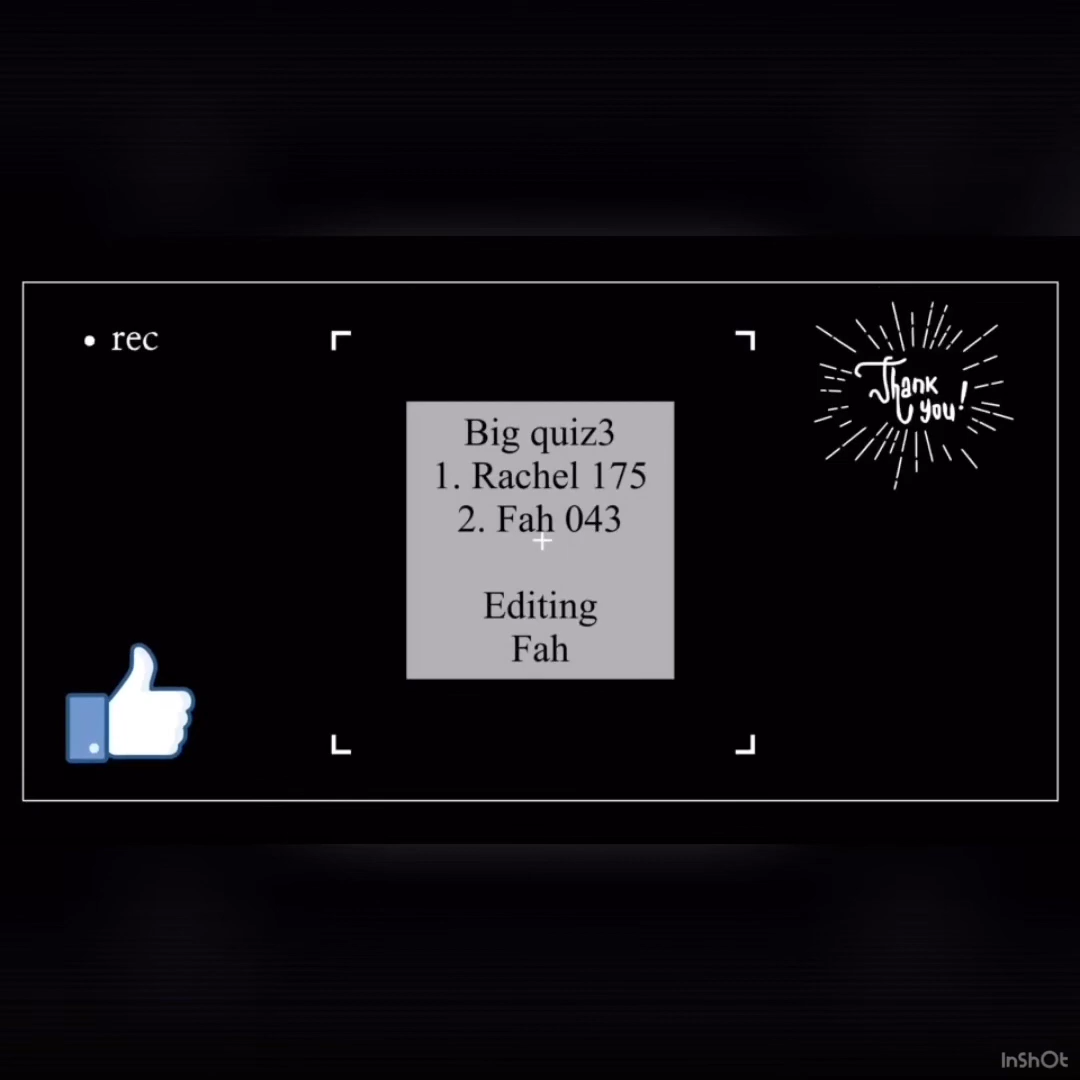 • rec
Thank
you!
Big quiz3
1. Rachel 175
2. Fah 043
Editing
Fah
InShOt